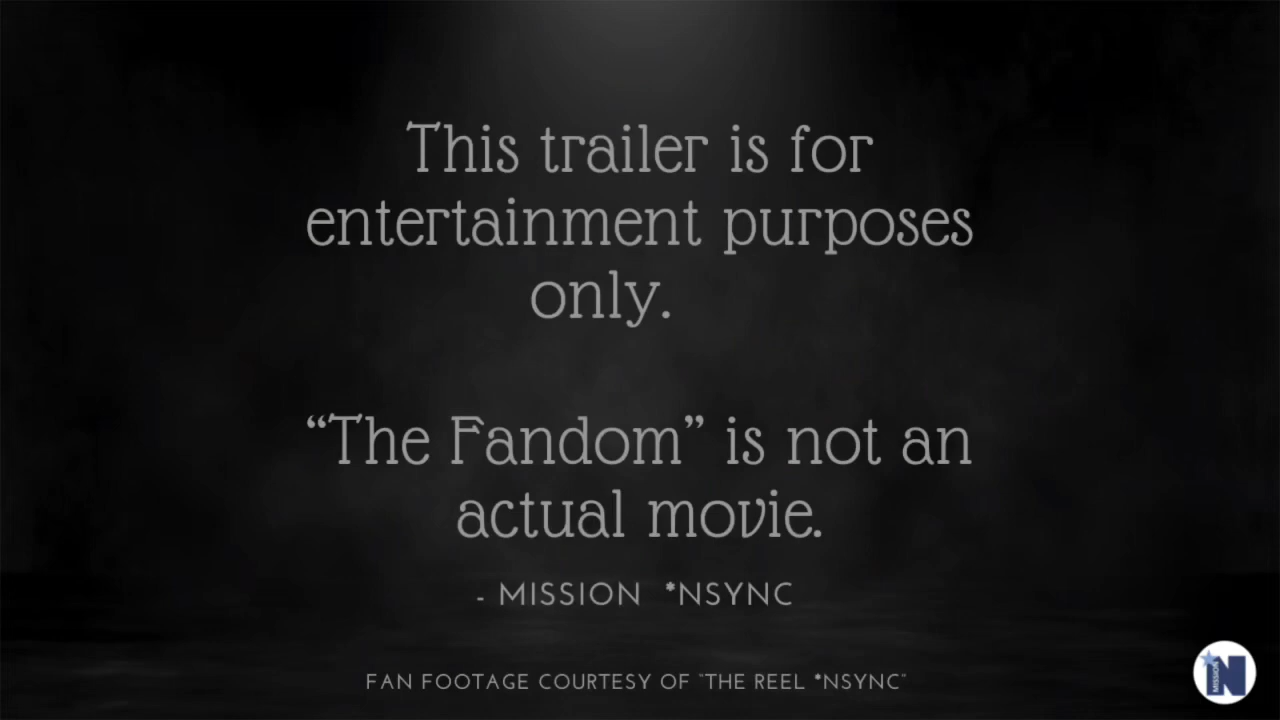 This trailer is for
entertainment purposes
only.
“The Fandom” is not an
actual movie.
- MISSION *NSYNC
FAN FOOTAGE COURTESY OF "THE REEL *NSYNC"
MISSION N